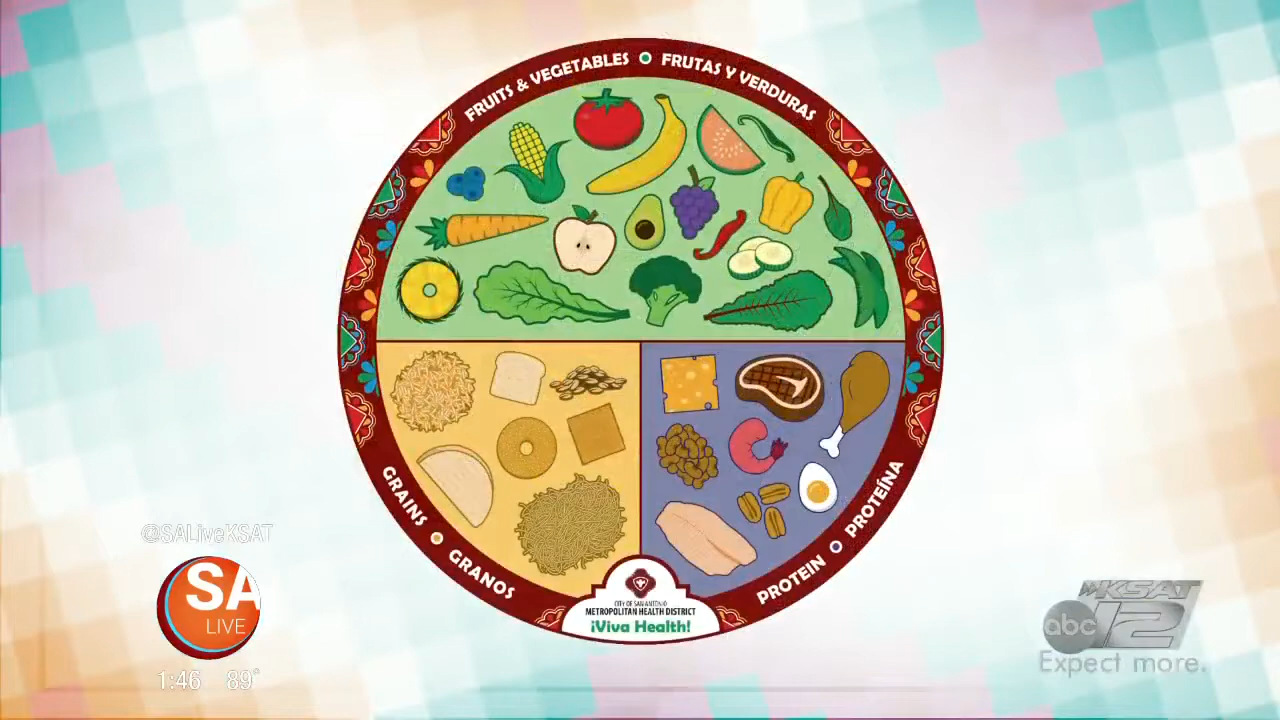 FRUITS & VEGETABLES
FRUTAS Y VERDURAS
GRAINS
GRANOS
PROTEIN
PROTEÍNA
CITY OF SAN ANTONIO
METROPOLITAN HEALTH DISTRICT
¡Viva Health!
@SALiveKSAT
SA
LIVE
1:46 89°
KSAT
abc 12
Expect more.